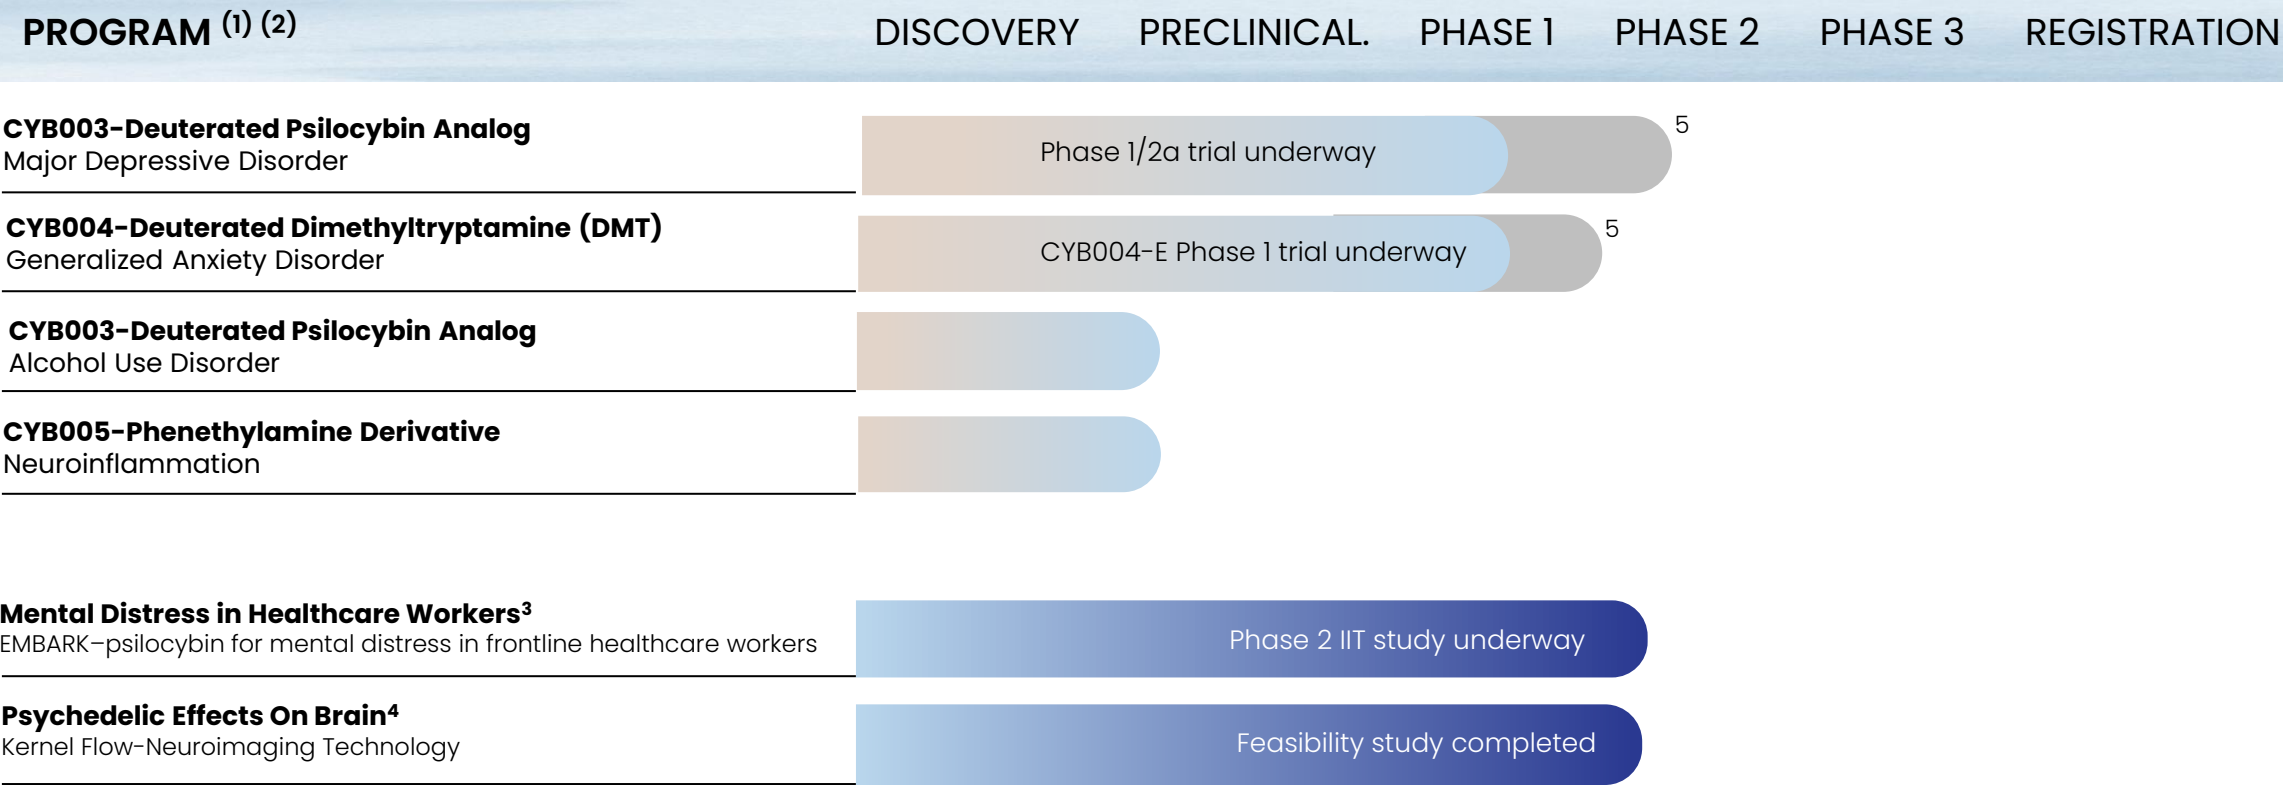 PROGRAM (1) (2) DISCOVERY PRECLINICAL. PHASE 1 PHASE 2 PHASE 3 REGISTRATION
CYB003-Deuterated Psilocybin Analog
Major Depressive Disorder
Phase 1/2a trial underway 5
CYB004-Deuterated Dimethyltryptamine (DMT)
Generalized Anxiety Disorder
CYB004-E Phase 1 trial underway 5
CYB003-Deuterated Psilocybin Analog
Alcohol Use Disorder
CYB005-Phenethylamine Derivative
Neuroinflammation
Mental Distress in Healthcare Workers³
EMBARK–psilocybin for mental distress in frontline healthcare workers
Phase 2 IIT study underway
Psychedelic Effects On Brain⁴
Kernel Flow-Neuroimaging Technology
Feasibility study completed